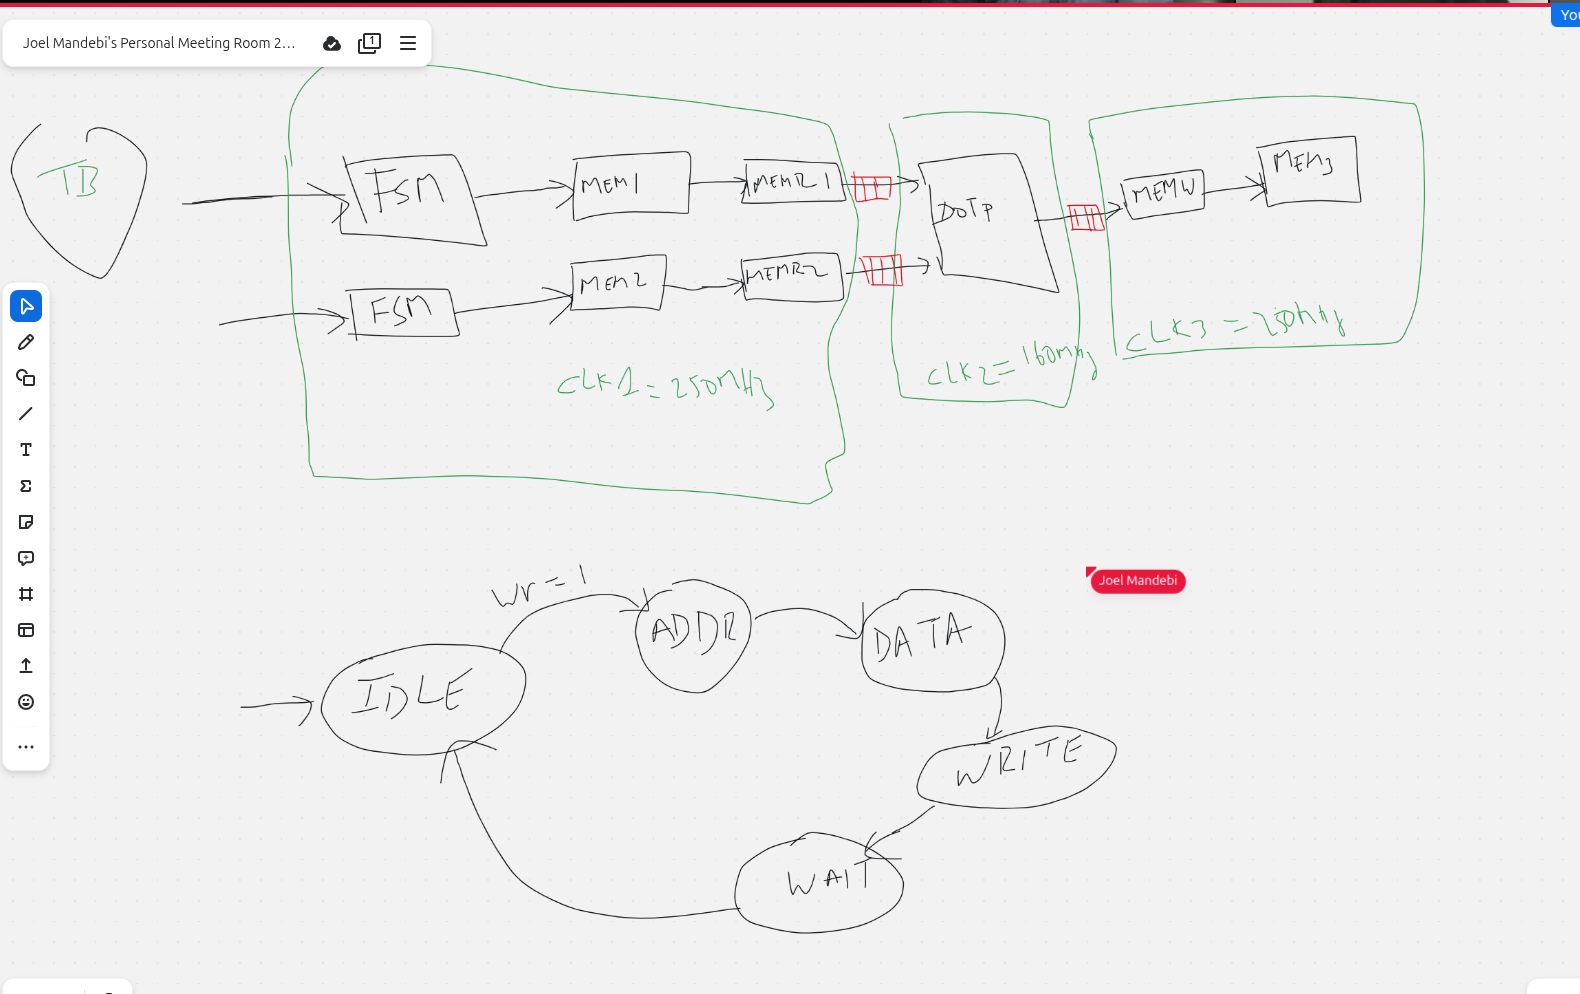 You
Joel Mandebi's Personal Meeting Room 2...
1
TB
FSM
MEM1
MEMR1
DOTP
MEMW
MEM3
FSM
MEM2
MEMR2
CLK1 = 250MHz
CLK2 = 160MHz
CLK3 = 250MHz
T
Joel Mandebi
Wr = 1
ADDR
DATA
IDLE
WRITE
WAIT